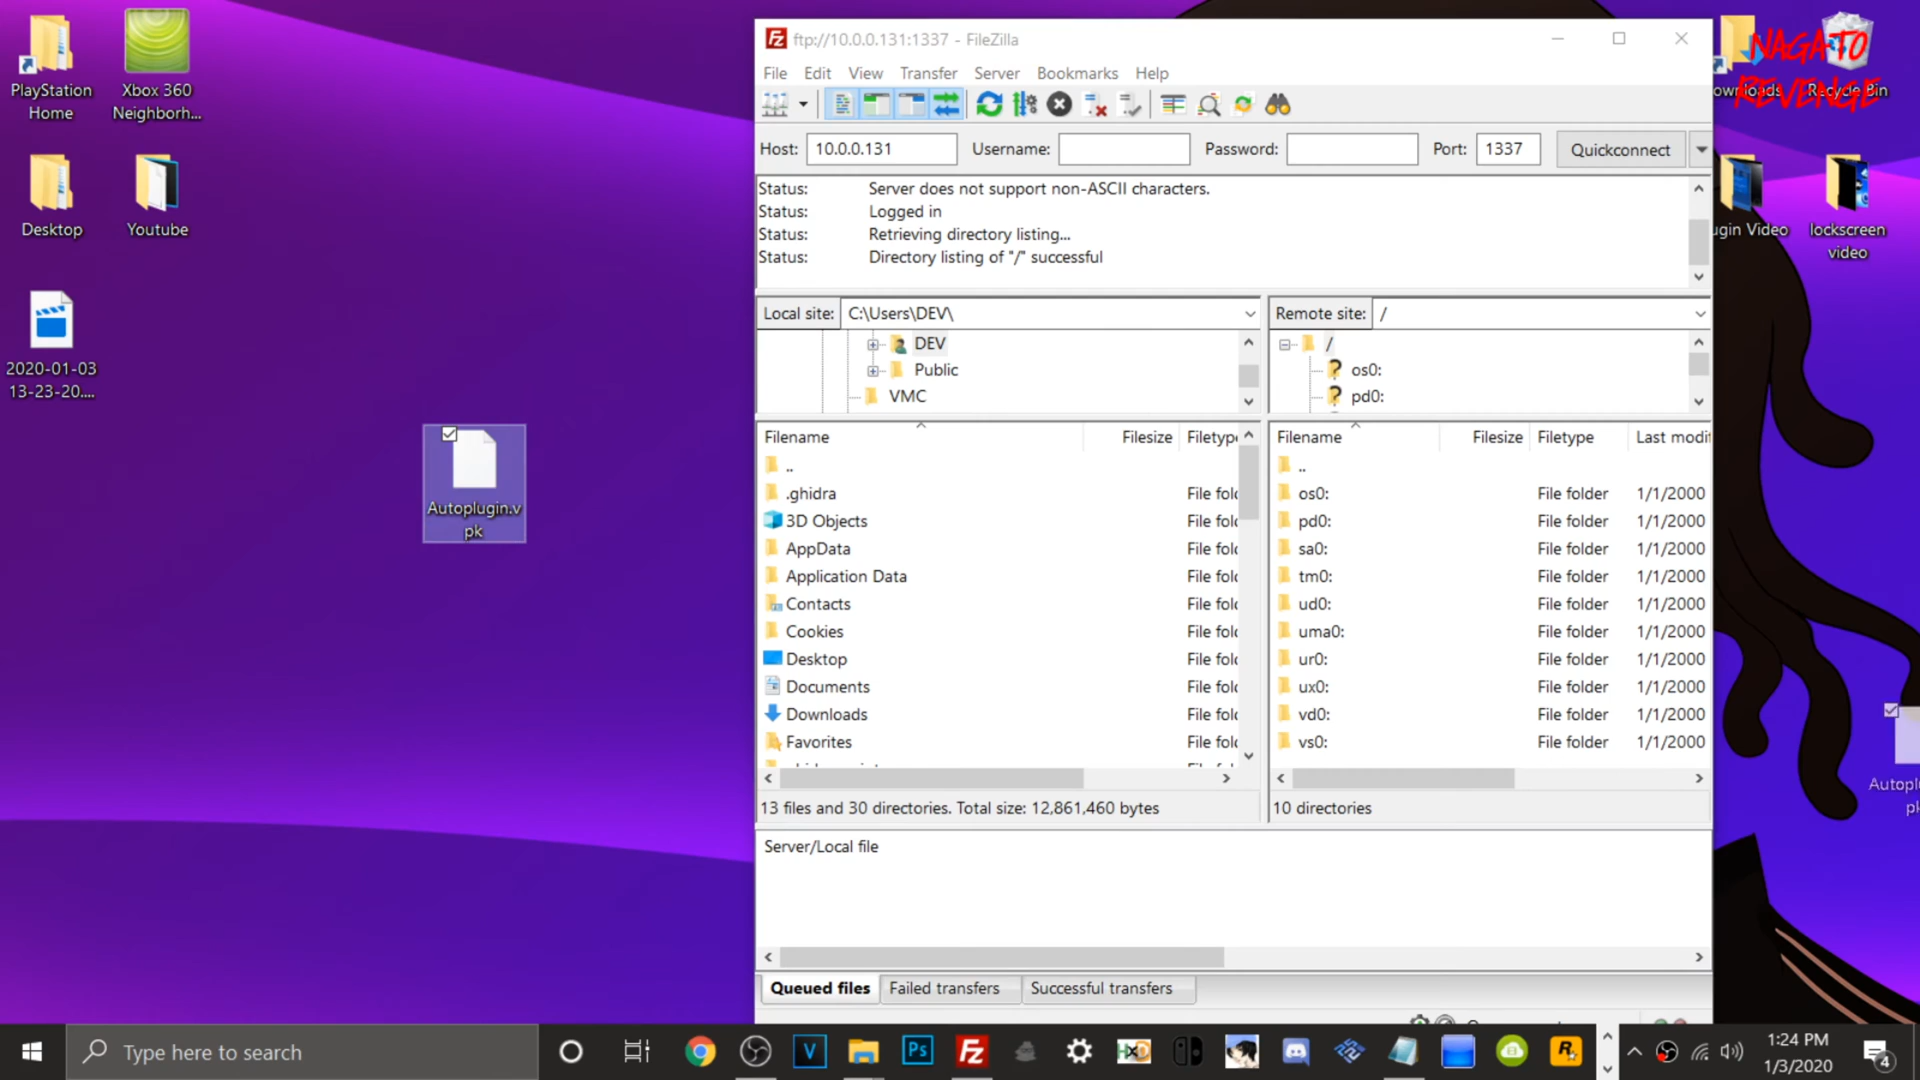 PlayStation
Home
Xbox 360
Neighborh...
Desktop
Youtube
2020-01-03
13-23-20....
Autoplugin.v
pk
ftp://10.0.0.131:1337 - FileZilla
File Edit View Transfer Server Bookmarks Help
Host: 10.0.0.131 Username: Password: Port: 1337 Quickconnect
Status: Server does not support non-ASCII characters.
Status: Logged in
Status: Retrieving directory listing...
Status: Directory listing of "/" successful
Local site: C:\Users\DEV\
DEV
Public
VMC
Remote site: /
/
os0:
pd0:
Filename Filesize Filetype
..
.ghidra File fol
3D Objects File fol
AppData File fol
Application Data File fol
Contacts File fol
Cookies File fol
Desktop File fol
Documents File fol
Downloads File fol
Favorites File fol
13 files and 30 directories. Total size: 12,861,460 bytes
Filename Filesize Filetype Last modif
..
os0: File folder 1/1/2000
pd0: File folder 1/1/2000
sa0: File folder 1/1/2000
tm0: File folder 1/1/2000
ud0: File folder 1/1/2000
uma0: File folder 1/1/2000
ur0: File folder 1/1/2000
ux0: File folder 1/1/2000
vd0: File folder 1/1/2000
vs0: File folder 1/1/2000
10 directories
Server/Local file
Queued files Failed transfers Successful transfers
NAGATO
REVENGE
ownloads
Recycle Bin
ugin Video
lockscreen
video
Autoplu
pk
Type here to search
1:24 PM
1/3/2020
4